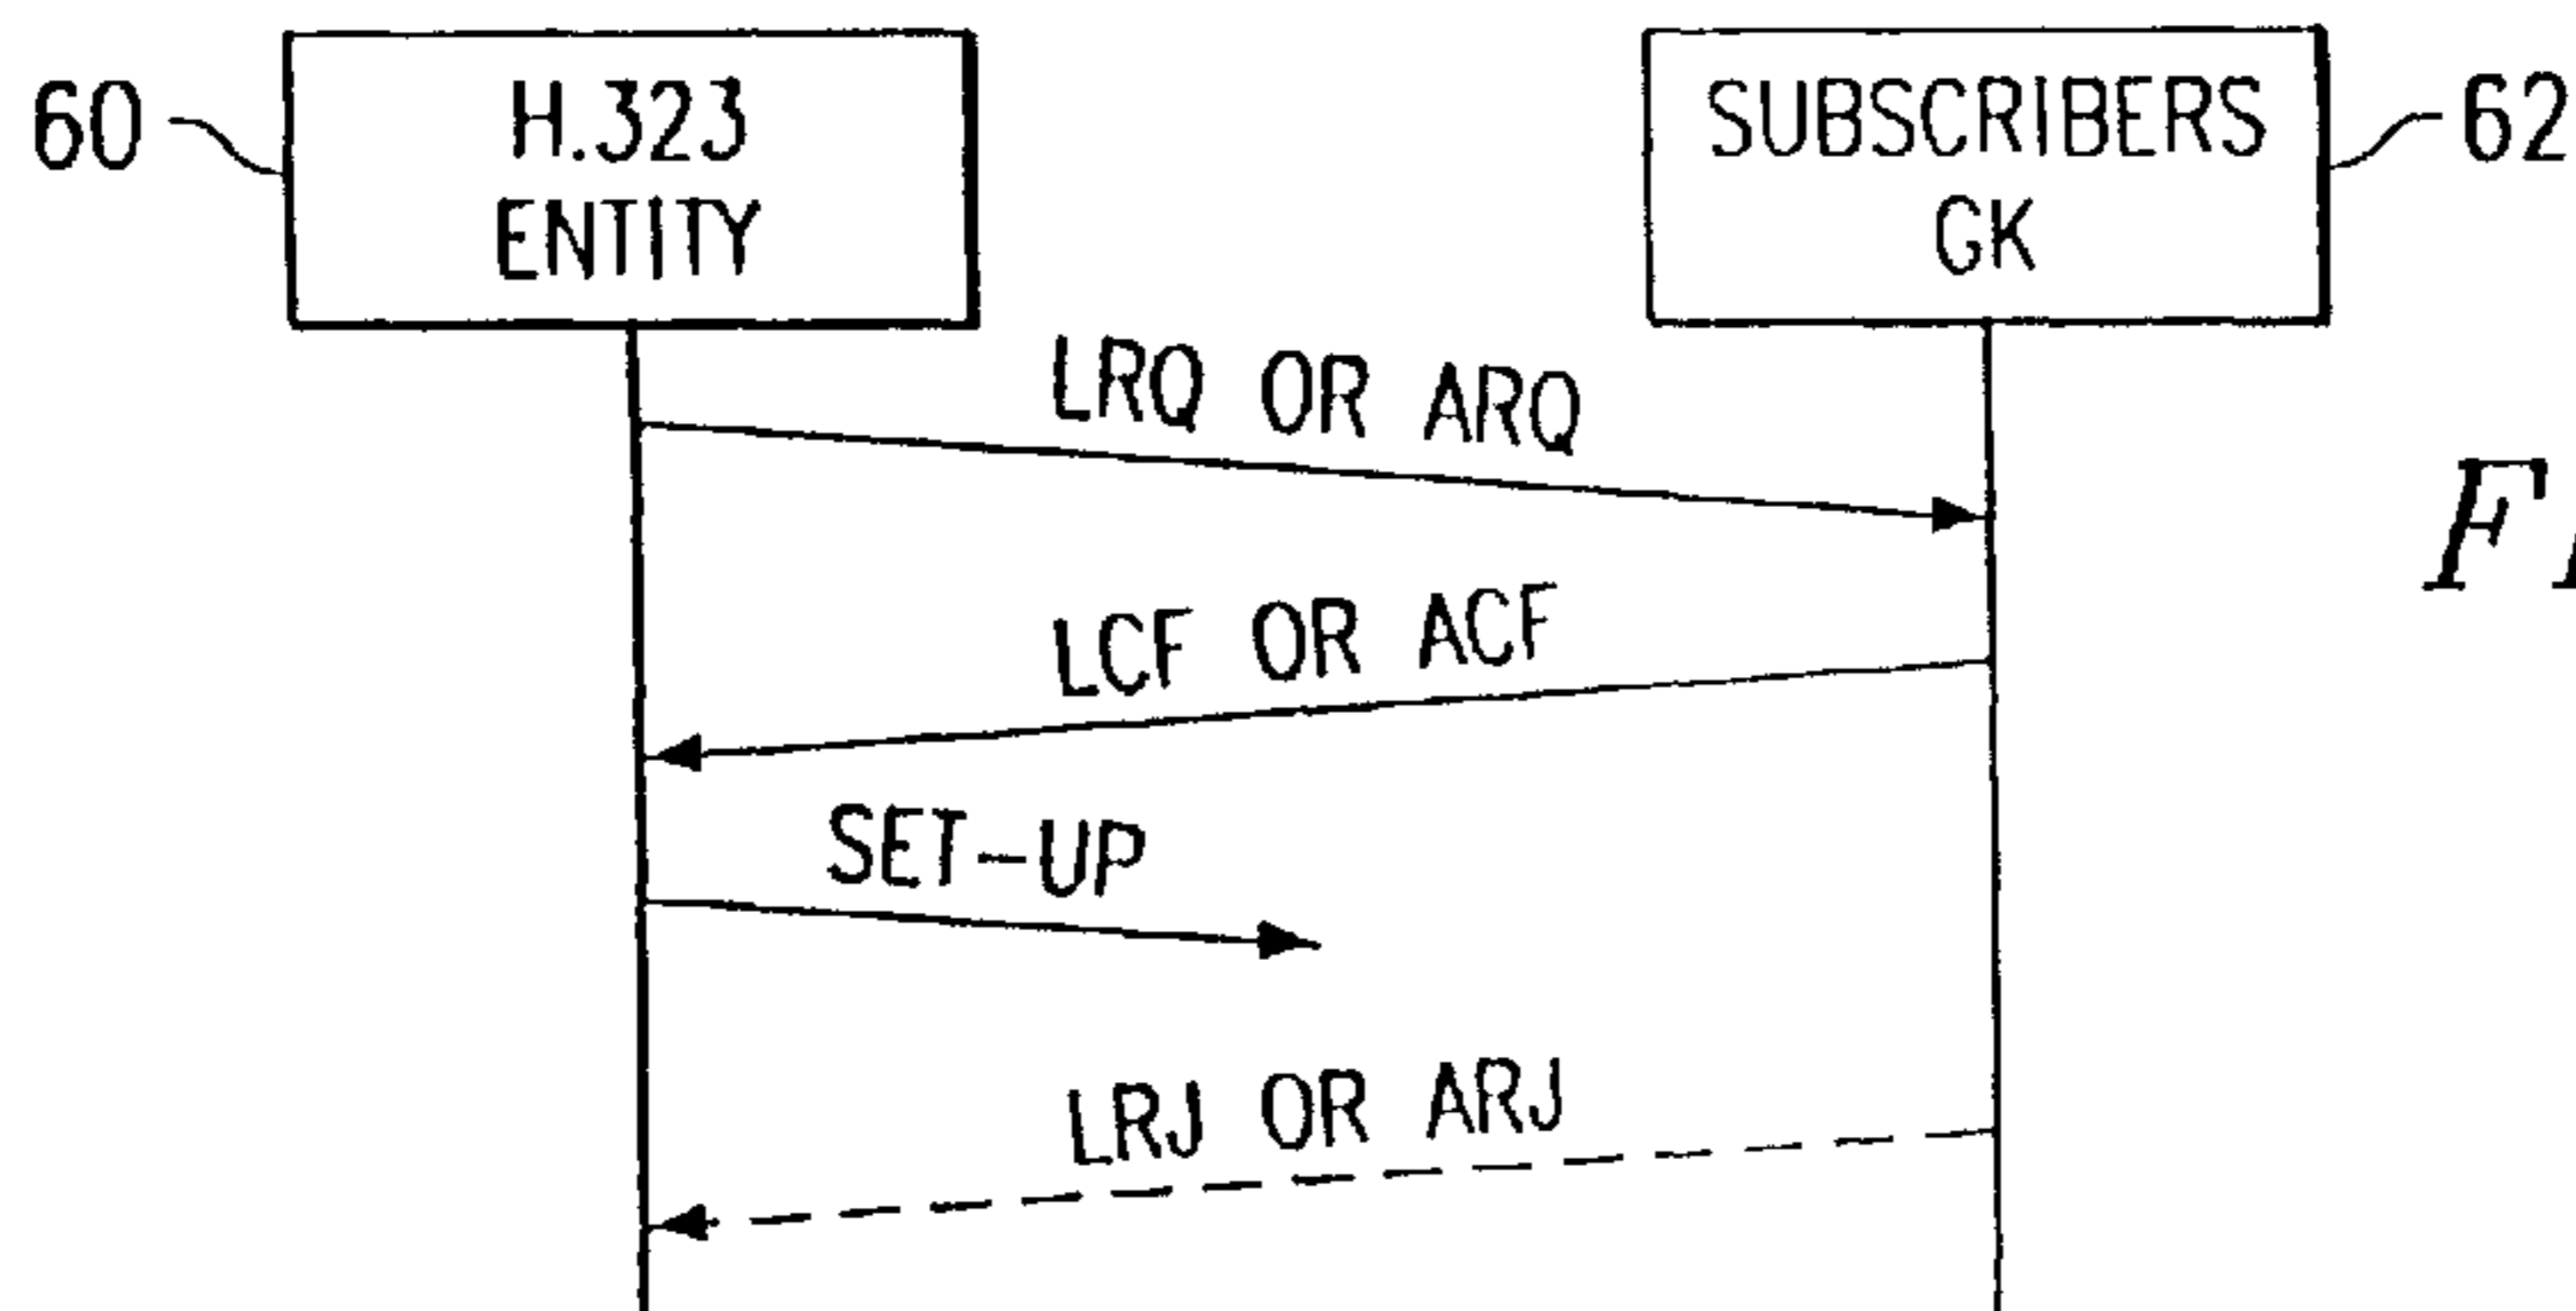 60
H.323
ENTITY
SUBSCRIBERS
GK
62
LRQ OR ARQ
LCF OR ACF
SET-UP
LRJ OR ARJ